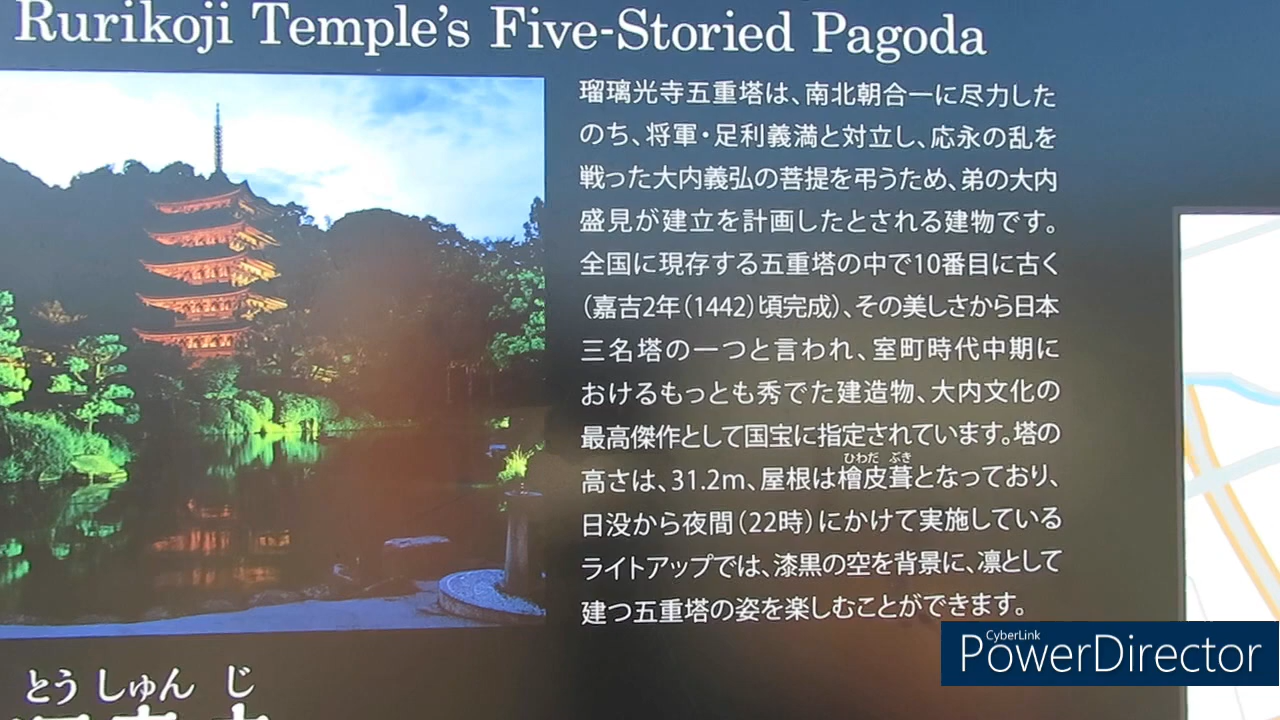 Rurikoji Temple's Five-Storied Pagoda
瑠璃光寺五重塔は、南北朝合一に尽力した
のち、将軍・足利義満と対立し、応永の乱を
戦った大内義弘の菩提を弔うため、弟の大内
盛見が建立を計画したとされる建物です。
全国に現存する五重塔の中で10番目に古く
（嘉吉2年（1442）頃完成）、その美しさから日本
三名塔の一つと言われ、室町時代中期に
おけるもっとも秀でた建造物、大内文化の
最高傑作として国宝に指定されています。塔の
ひわだ ぶき
高さは、31.2m、屋根は檜皮葺となっており、
日没から夜間（22時）にかけて実施している
ライトアップでは、漆黒の空を背景に、凛として
建つ五重塔の姿を楽しむことができます。
とう しゅん じ
CyberLink
PowerDirector